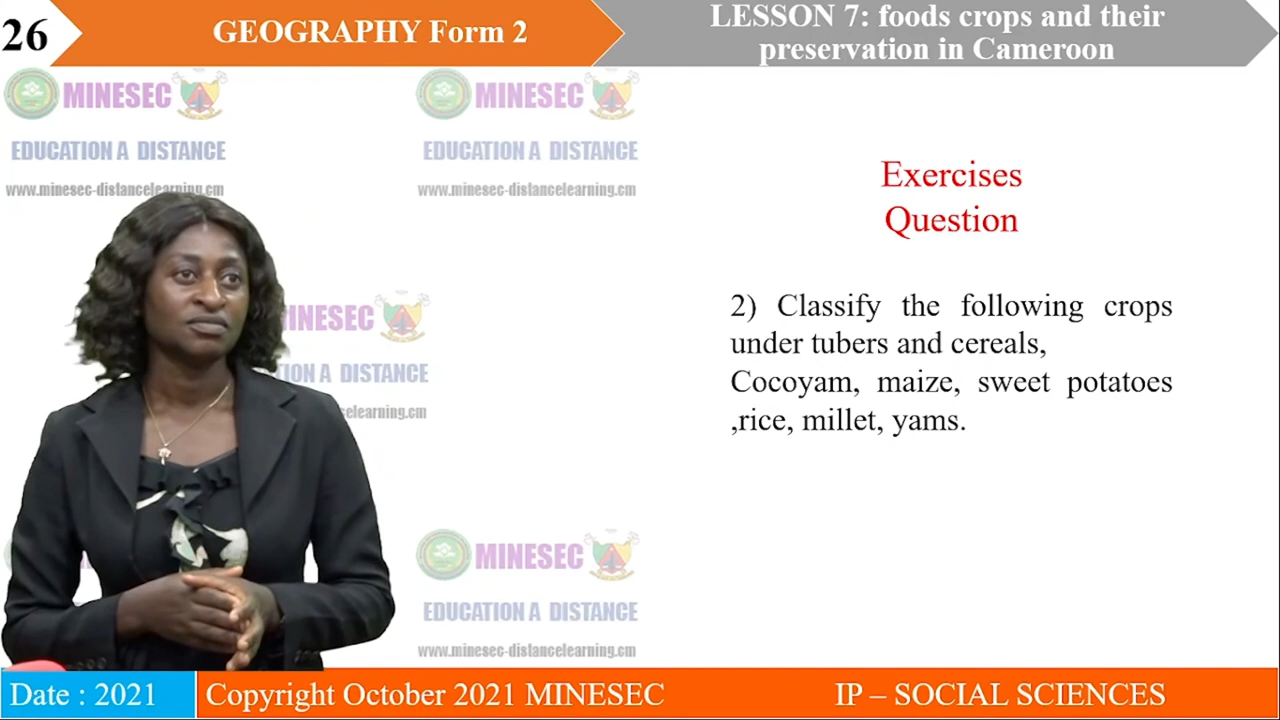 26
GEOGRAPHY Form 2
LESSON 7: foods crops and their
preservation in Cameroon
MINESEC
EDUCATION A DISTANCE
www.minesec-distancelearning.cm
MINESEC
EDUCATION A DISTANCE
www.minesec-distancelearning.cm
Exercises
Question
2) Classify the following crops
under tubers and cereals,
Cocoyam, maize, sweet potatoes
,rice, millet, yams.
INESEC
ION A DISTANCE
celearning.cm
MINESEC
EDUCATION A DISTANCE
www.minesec-distancelearning.cm
Date : 2021
Copyright October 2021 MINESEC
IP – SOCIAL SCIENCES